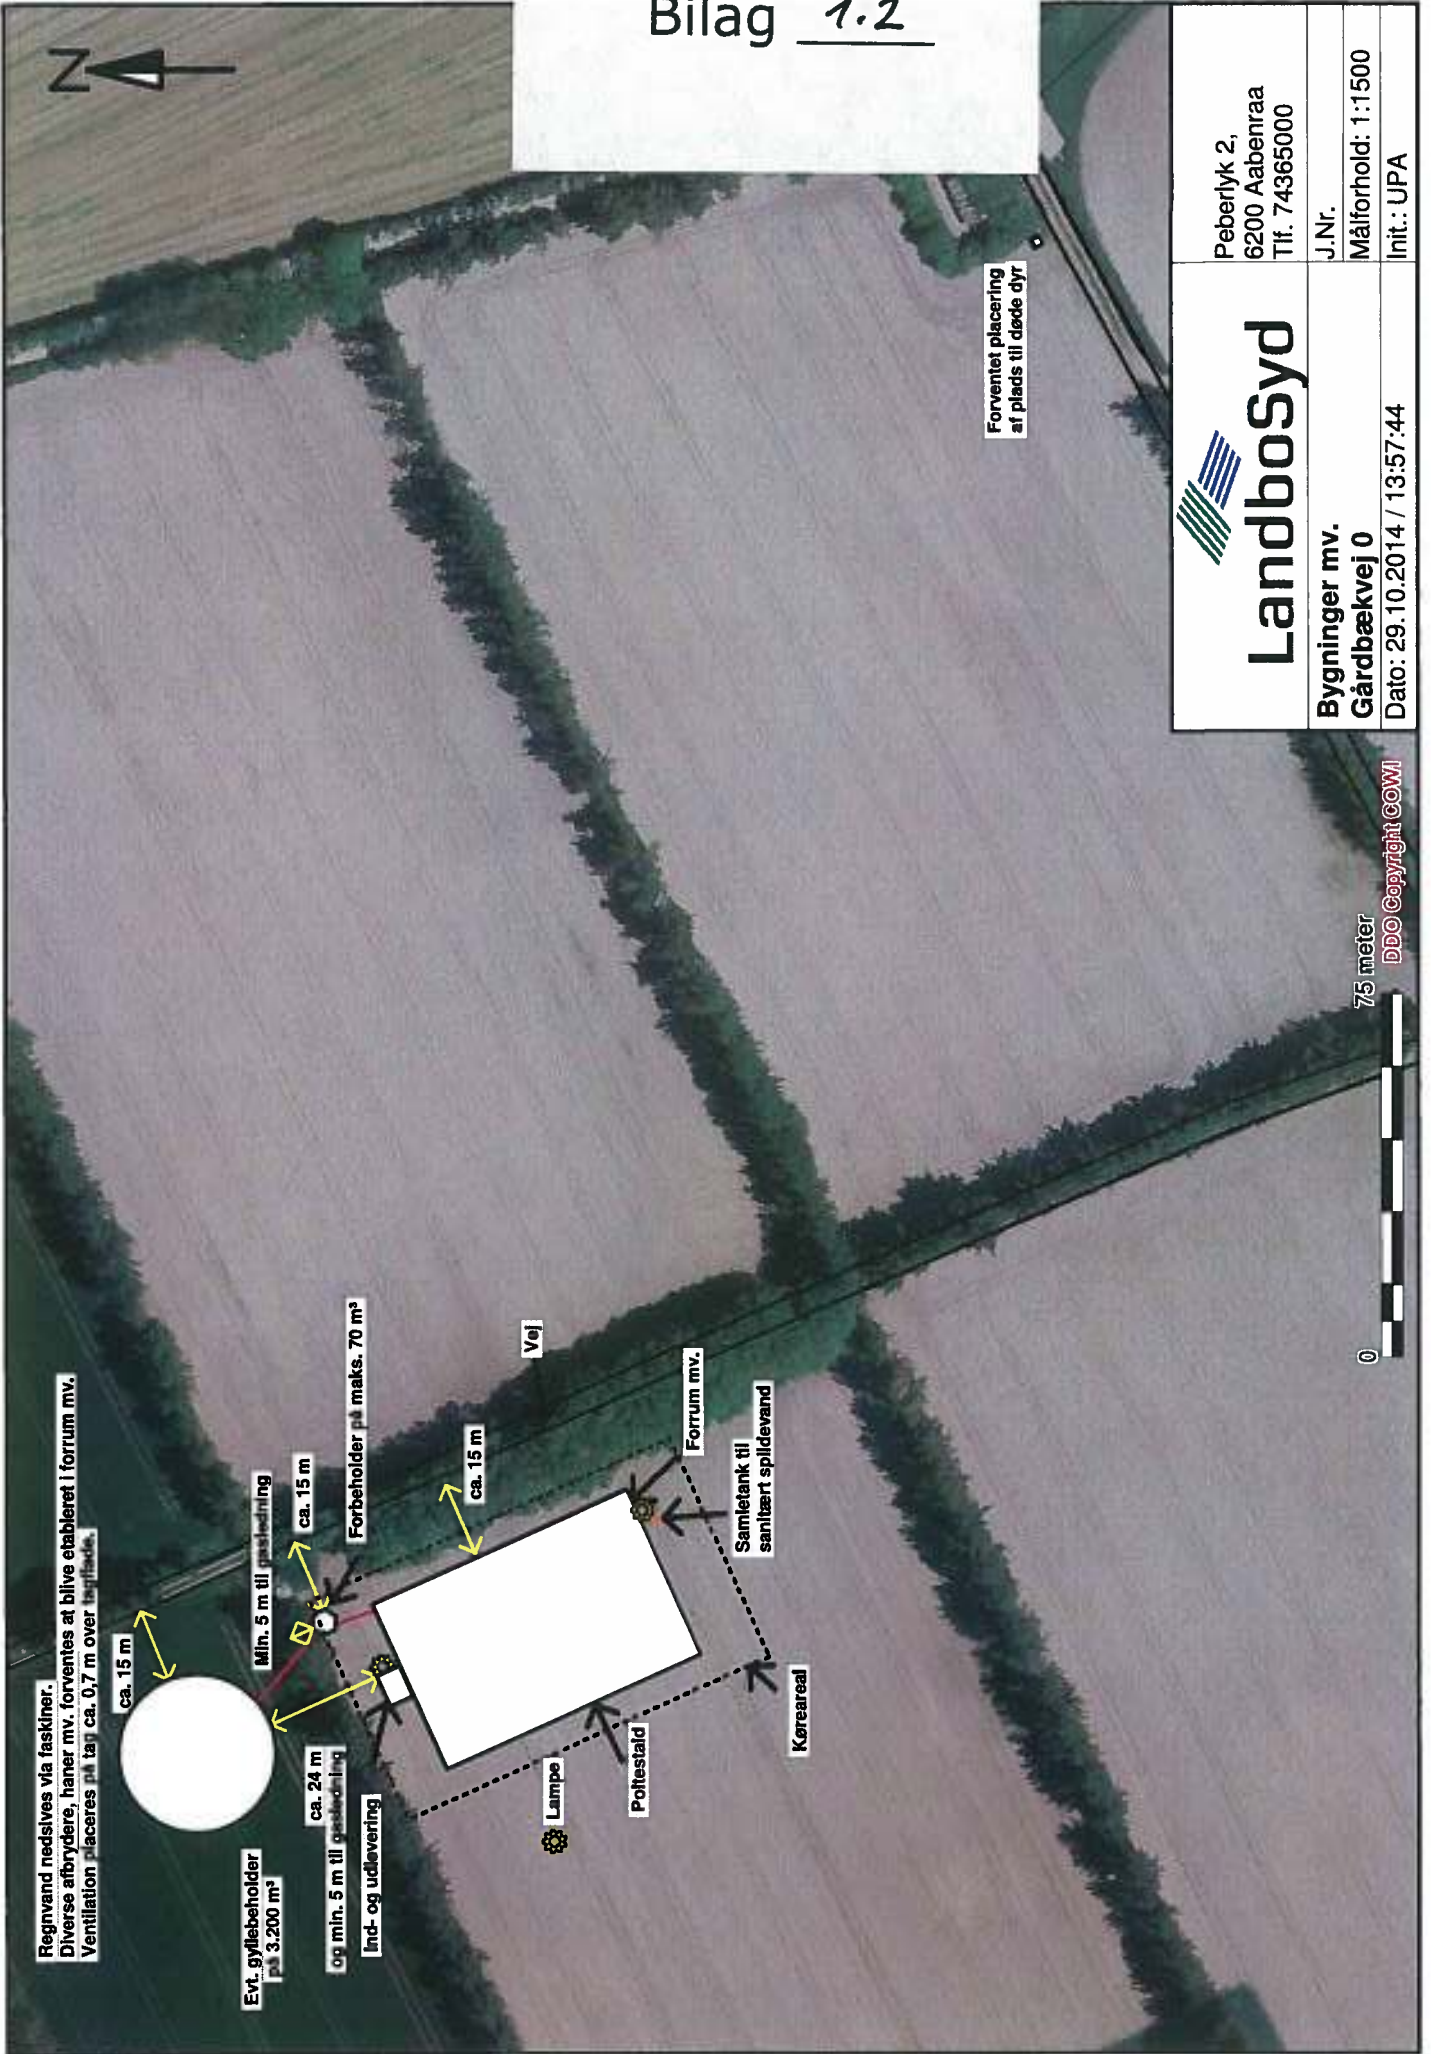 Bilag 1.2
N
Regnvand nedsives via faskiner.
Diverse afbrydere, haner mv. forventes at blive etableret i forrum mv.
Ventilation placeres på tag ca. 0,7 m over tagflade.
ca. 15 m
Evt. gyllebeholder
på 3.200 m³
Min. 5 m til gasledning
ca. 15 m
ca. 24 m
og min. 5 m til gasledning
Forbeholder på maks. 70 m³
Ind- og udlevering
ca. 15 m
Vej
Lampe
Poltestald
Forrum mv.
Samletank til
sanitært spildevand
Køreareal
Forventet placering
af plads til døde dyr
0
75 meter
DDO Copyright COWI
LandboSyd
Peberlyk 2,
6200 Aabenraa
Tlf. 74365000
Bygninger mv.
Gårdbækvej 0
J.Nr.
Målforhold: 1:1500
Dato: 29.10.2014 / 13:57:44
Init.: UPA